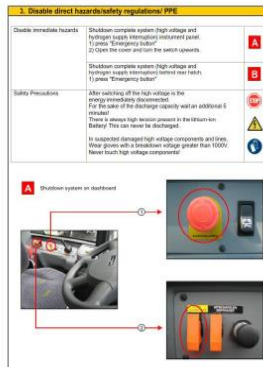 3. Disable direct hazards/safety regulations/ PPE
Disable immediate hazards
Shutdown complete system (high voltage and
hydrogen supply interruption) instrument panel.
1) press "Emergency button"
2) Open the cover and turn the switch upwards.
A
Shutdown complete system (high voltage and
hydrogen supply interruption) behind rear hatch.
1) press "Emergency button"
B
Safety Precautions
After switching off the high voltage is the
energy immediately disconnected.
For the sake of the discharge capacity wait an additional 5
minutes!
There is always high tension present in the lithium-ion
Battery! This can never be discharged.
In suspected damaged high voltage components and lines.
Wear gloves with a breakdown voltage greater than 1000V.
Never touch high voltage components!
STOP
A
Shutdown system on dashboard
1
2